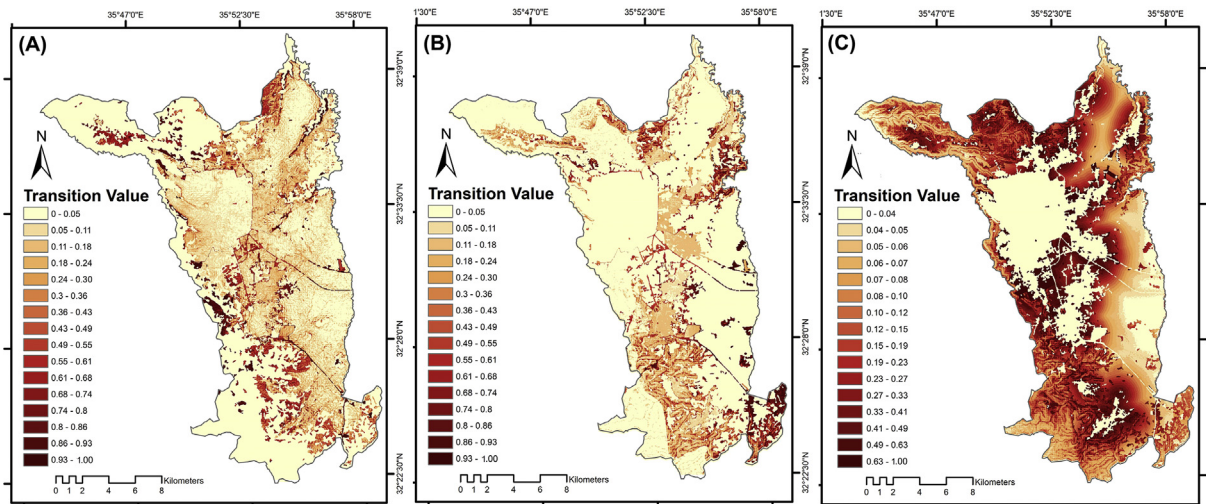 35°47'0"E 35°52'30"E 35°58'0"E
(A)
N
Transition Value
0 - 0.05
0.05 - 0.11
0.11 - 0.18
0.18 - 0.24
0.24 - 0.30
0.3 - 0.36
0.36 - 0.43
0.43 - 0.49
0.49 - 0.55
0.55 - 0.61
0.61 - 0.68
0.68 - 0.74
0.74 - 0.8
0.8 - 0.86
0.86 - 0.93
0.93 - 1.00
0 1 2 4 6 8 Kilometers
32°39'0"N
32°33'30"N
32°28'0"N
32°22'30"N
1'30"E 35°47'0"E 35°52'30"E 35°58'0"E
(B)
N
Transition Value
0 - 0.05
0.05 - 0.11
0.11 - 0.18
0.18 - 0.24
0.24 - 0.30
0.3 - 0.36
0.36 - 0.43
0.43 - 0.49
0.49 - 0.55
0.55 - 0.61
0.61 - 0.68
0.68 - 0.74
0.74 - 0.8
0.8 - 0.86
0.86 - 0.93
0.93 - 1.00
0 1 2 4 6 8 Kilometers
32°39'0"N
32°33'30"N
32°28'0"N
32°22'30"N
1'30"E 35°47'0"E 35°52'30"E 35°58'0"E
(C)
N
Transition Value
0 - 0.04
0.04 - 0.05
0.05 - 0.06
0.06 - 0.07
0.07 - 0.08
0.08 - 0.10
0.10 - 0.12
0.12 - 0.15
0.15 - 0.19
0.19 - 0.23
0.23 - 0.27
0.27 - 0.33
0.33 - 0.41
0.41 - 0.49
0.49 - 0.63
0.63 - 1.00
0 1 2 4 6 8 Kilometers
32°39'0"N
32°33'30"N
32°28'0"N
32°22'30"N